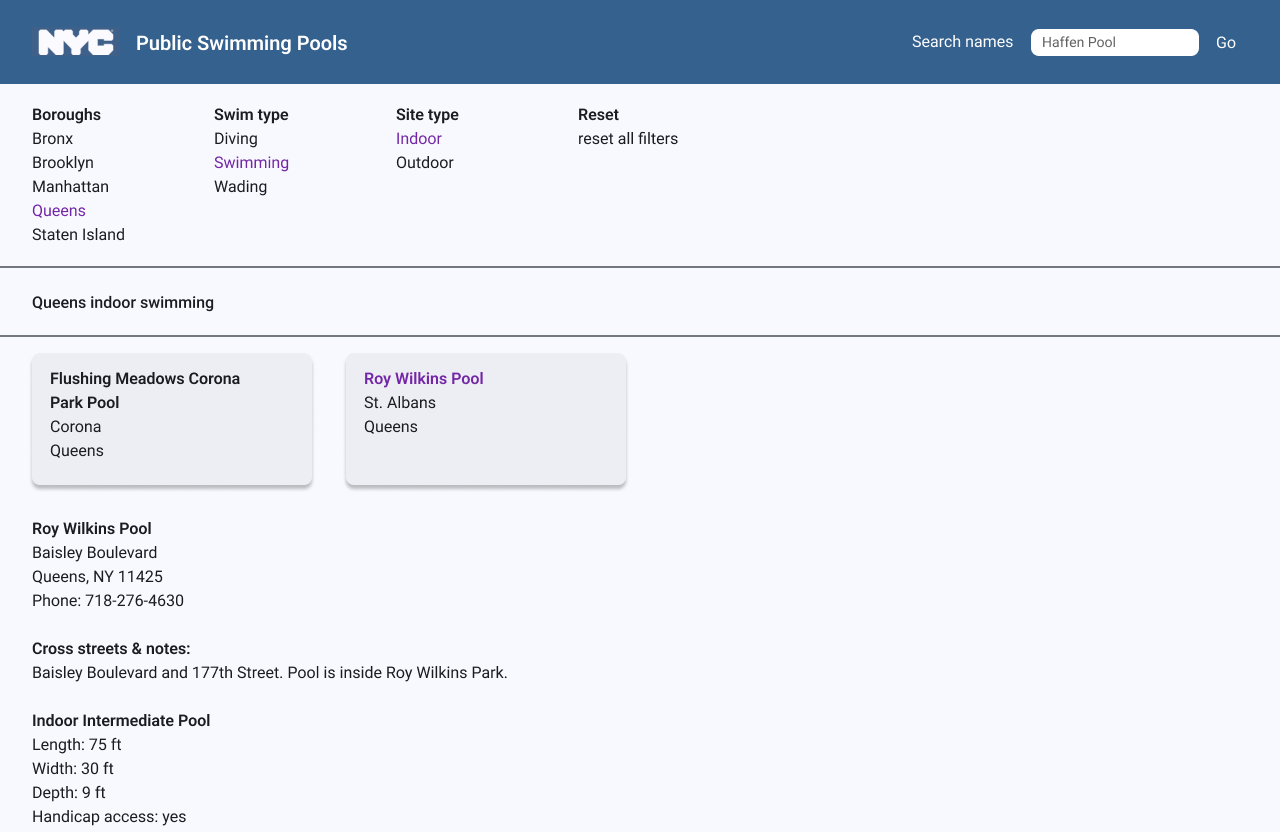 NYC
Public Swimming Pools
Search names
Haffen Pool
Go
Boroughs
Bronx
Brooklyn
Manhattan
Queens
Staten Island
Swim type
Diving
Swimming
Wading
Site type
Indoor
Outdoor
Reset
reset all filters
Queens indoor swimming
Flushing Meadows Corona
Park Pool
Corona
Queens
Roy Wilkins Pool
St. Albans
Queens
Roy Wilkins Pool
Baisley Boulevard
Queens, NY 11425
Phone: 718-276-4630
Cross streets & notes:
Baisley Boulevard and 177th Street. Pool is inside Roy Wilkins Park.
Indoor Intermediate Pool
Length: 75 ft
Width: 30 ft
Depth: 9 ft
Handicap access: yes